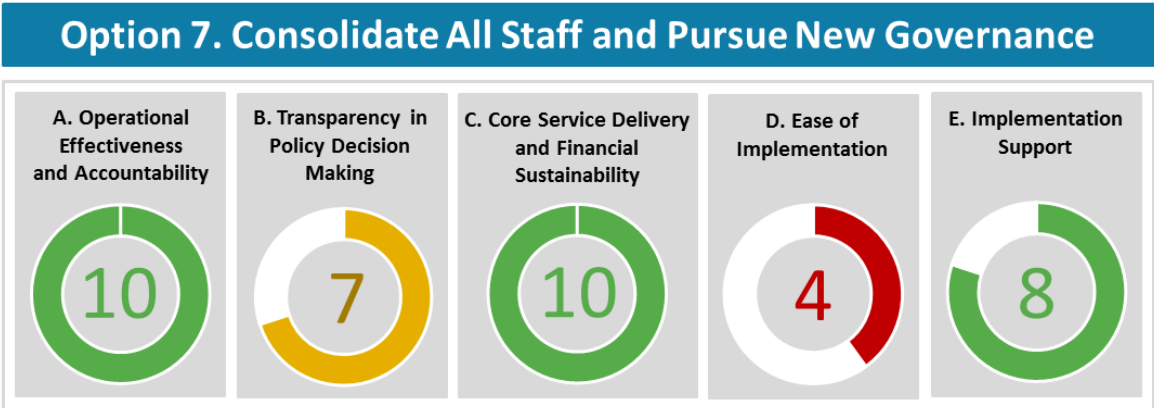 Option 7. Consolidate All Staff and Pursue New Governance
A. Operational
Effectiveness
and Accountability
10
B. Transparency in
Policy Decision
Making
7
C. Core Service Delivery
and Financial
Sustainability
10
D. Ease of
Implementation
4
E. Implementation
Support
8